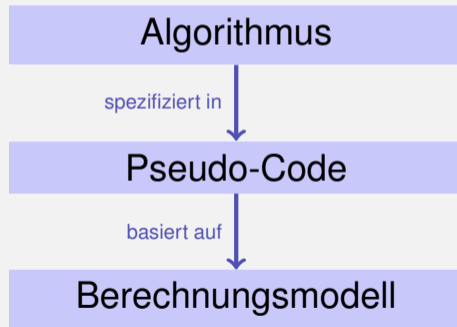 Algorithmus
spezifiziert in
Pseudo-Code
basiert auf
Berechnungsmodell